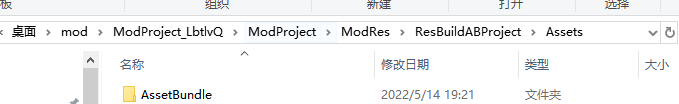 组织 新建 打开 选择
桌面 > mod > ModProject_LbtlvQ > ModProject > ModRes > ResBuildABProject > Assets
名称 修改日期 类型 大小
AssetBundle 2022/5/14 19:21 文件夹